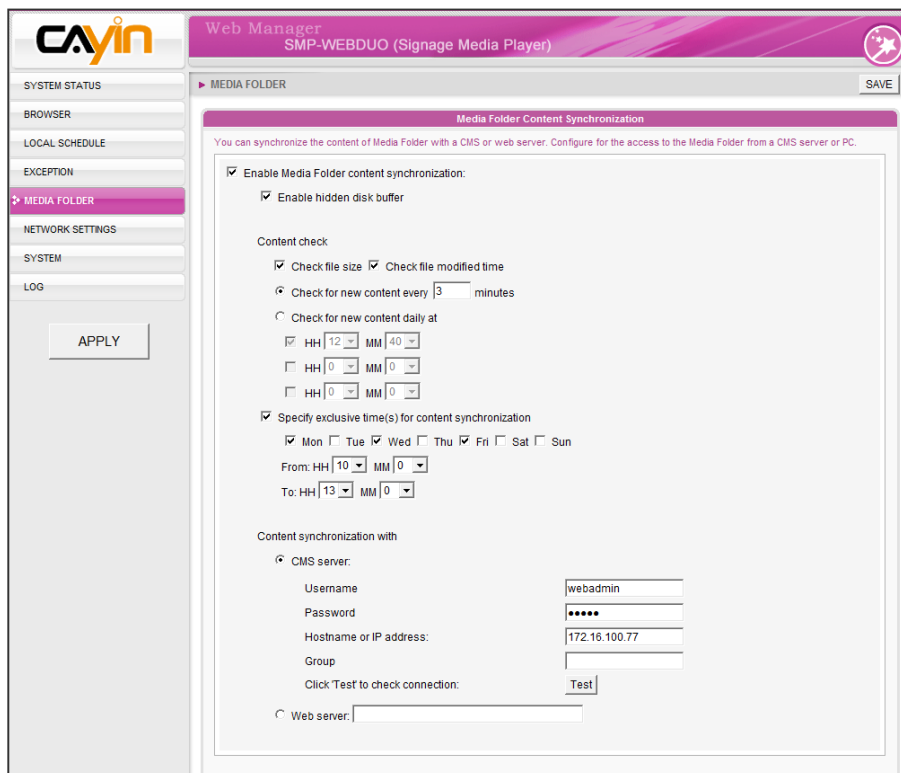 CAYIN
Web Manager
SMP-WEBDUO (Signage Media Player)
SYSTEM STATUS
BROWSER
LOCAL SCHEDULE
EXCEPTION
MEDIA FOLDER
NETWORK SETTINGS
SYSTEM
LOG
APPLY
MEDIA FOLDER
SAVE
Media Folder Content Synchronization
You can synchronize the content of Media Folder with a CMS or web server. Configure for the access to the Media Folder from a CMS server or PC.
Enable Media Folder content synchronization:
Enable hidden disk buffer
Content check
Check file size Check file modified time
Check for new content every 3 minutes
Check for new content daily at
HH 12 MM 40
HH 0 MM 0
HH 0 MM 0
Specify exclusive time(s) for content synchronization
Mon Tue Wed Thu Fri Sat Sun
From: HH 10 MM 0
To: HH 13 MM 0
Content synchronization with
CMS server:
Username webadmin
Password •••••
Hostname or IP address: 172.16.100.77
Group
Click 'Test' to check connection: Test
Web server: